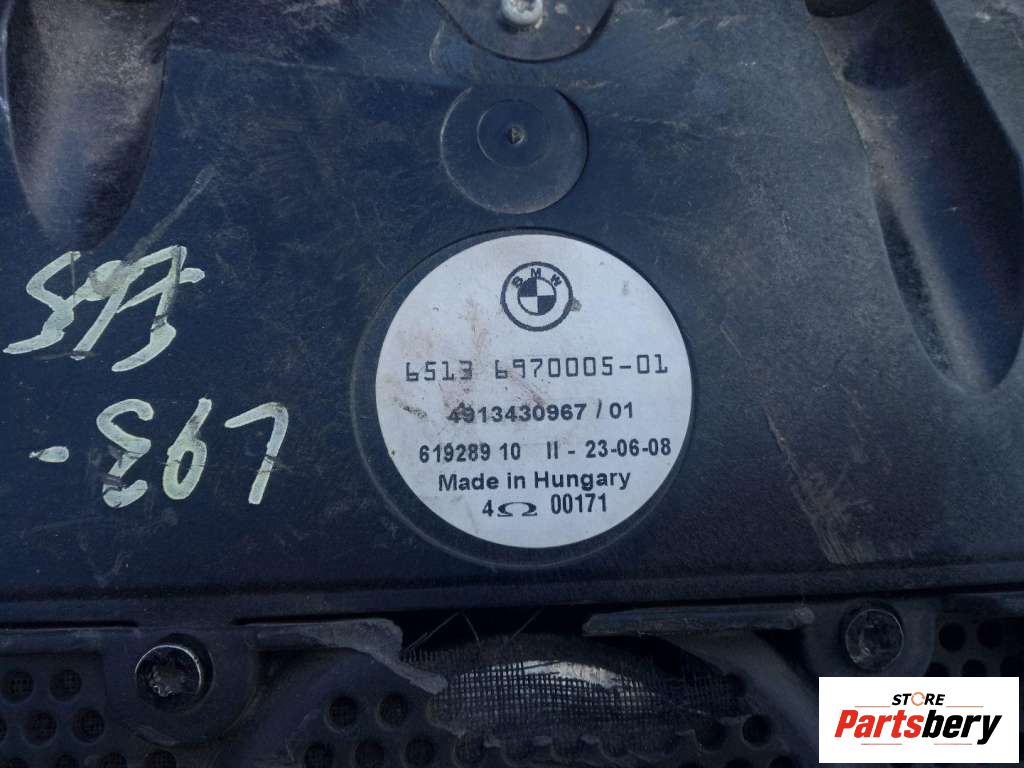 BMW
6513 6970005-01
4913430967 / 01
619289 10 II - 23-06-08
Made in Hungary
4Ω 00171
L93-
STORE
Partsbery